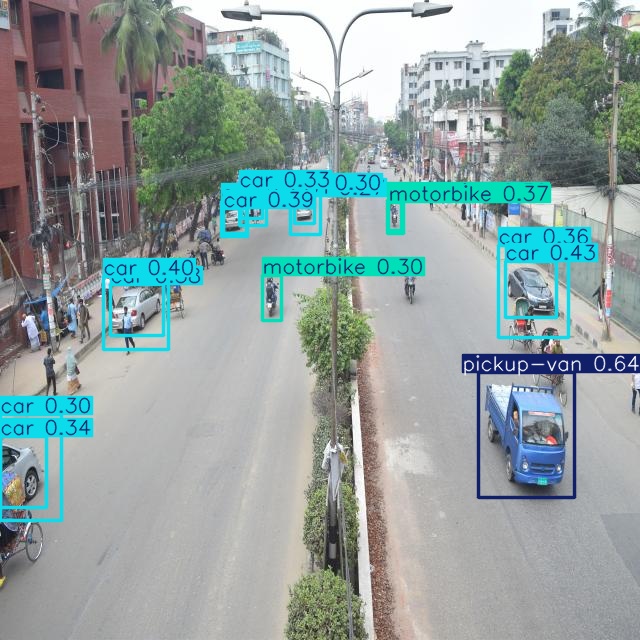 car 0.33
0.30
car 0.39
motorbike 0.37
car 0.36
car 0.43
car 0.40
motorbike 0.30
pickup-van 0.64
car 0.30
car 0.34